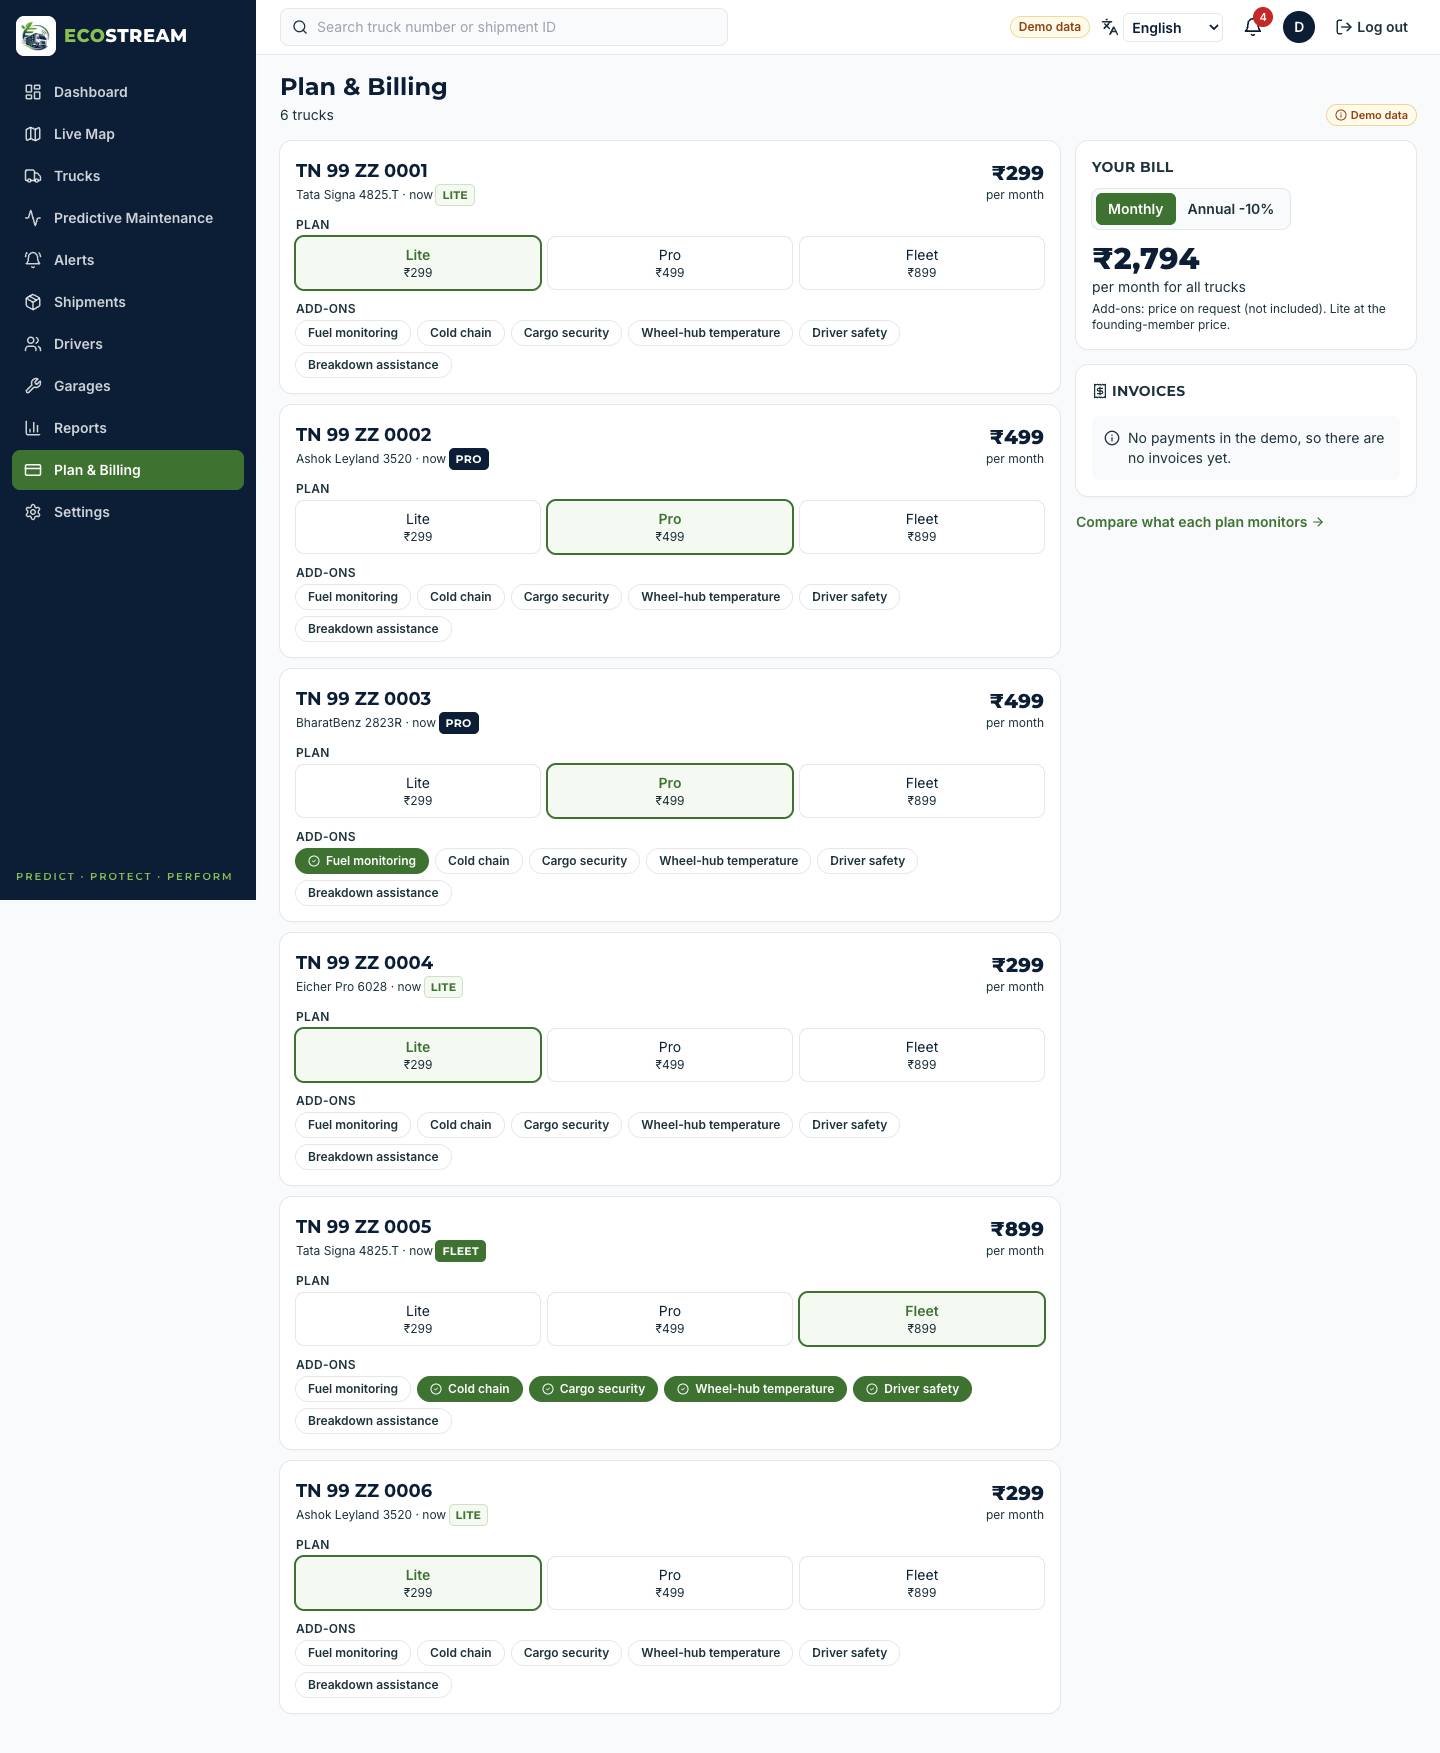 ECOSTREAM
Dashboard
Live Map
Trucks
Predictive Maintenance
Alerts
Shipments
Drivers
Garages
Reports
Plan & Billing
Settings
PREDICT · PROTECT · PERFORM
Search truck number or shipment ID
Demo data
English
4
D
Log out
Plan & Billing
6 trucks
Demo data
TN 99 ZZ 0001
₹299
Tata Signa 4825.T · now LITE
per month
PLAN
Lite
₹299
Pro
₹499
Fleet
₹899
ADD-ONS
Fuel monitoring
Cold chain
Cargo security
Wheel-hub temperature
Driver safety
Breakdown assistance
TN 99 ZZ 0002
₹499
Ashok Leyland 3520 · now PRO
per month
PLAN
Lite
₹299
Pro
₹499
Fleet
₹899
ADD-ONS
Fuel monitoring
Cold chain
Cargo security
Wheel-hub temperature
Driver safety
Breakdown assistance
TN 99 ZZ 0003
₹499
BharatBenz 2823R · now PRO
per month
PLAN
Lite
₹299
Pro
₹499
Fleet
₹899
ADD-ONS
Fuel monitoring
Cold chain
Cargo security
Wheel-hub temperature
Driver safety
Breakdown assistance
TN 99 ZZ 0004
₹299
Eicher Pro 6028 · now LITE
per month
PLAN
Lite
₹299
Pro
₹499
Fleet
₹899
ADD-ONS
Fuel monitoring
Cold chain
Cargo security
Wheel-hub temperature
Driver safety
Breakdown assistance
TN 99 ZZ 0005
₹899
Tata Signa 4825.T · now FLEET
per month
PLAN
Lite
₹299
Pro
₹499
Fleet
₹899
ADD-ONS
Fuel monitoring
Cold chain
Cargo security
Wheel-hub temperature
Driver safety
Breakdown assistance
TN 99 ZZ 0006
₹299
Ashok Leyland 3520 · now LITE
per month
PLAN
Lite
₹299
Pro
₹499
Fleet
₹899
ADD-ONS
Fuel monitoring
Cold chain
Cargo security
Wheel-hub temperature
Driver safety
Breakdown assistance
YOUR BILL
Monthly
Annual -10%
₹2,794
per month for all trucks
Add-ons: price on request (not included). Lite at the
founding-member price.
INVOICES
No payments in the demo, so there are
no invoices yet.
Compare what each plan monitors →